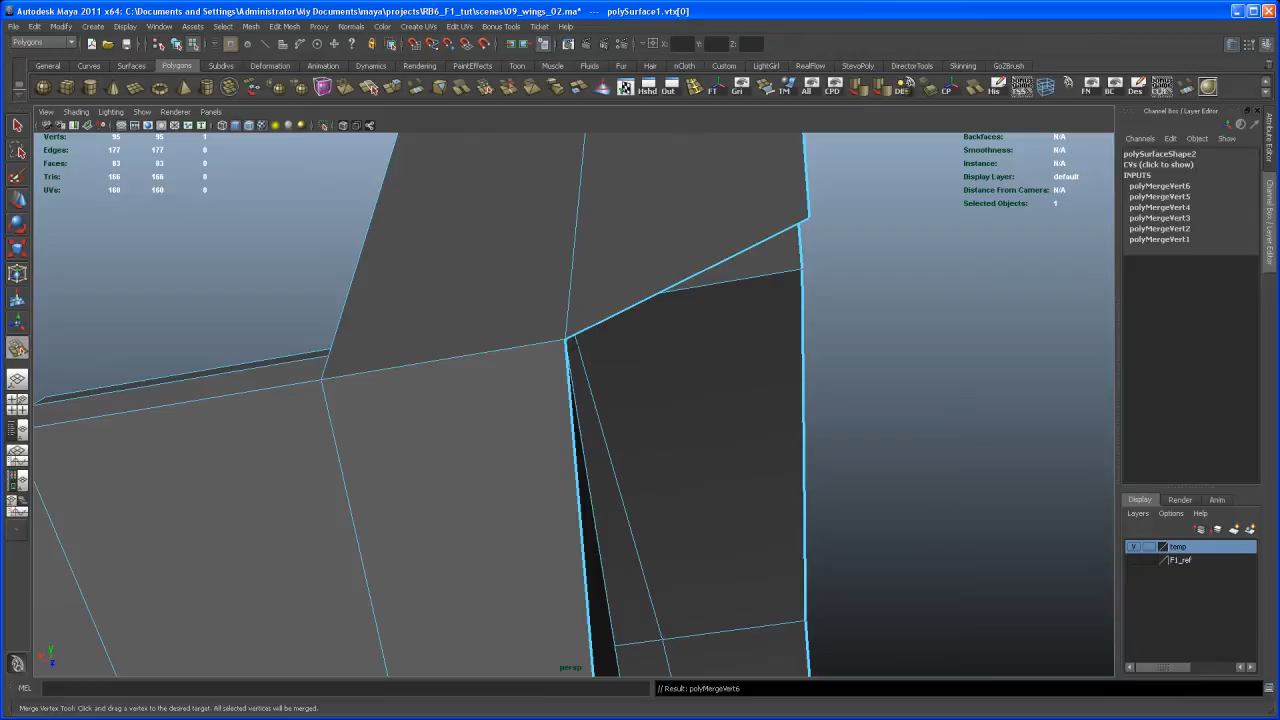 Autodesk Maya 2011 x64: C:\Documents and Settings\Administrator\My Documents\maya\projects\RB6_F1_tut\scenes\09_wings_02.ma* --- polySurface1.vtx[0]
File Edit Modify Create Display Window Assets Select Mesh Edit Mesh Proxy Normals Color Create UVs Edit UVs Bonus Tools Ticket Help
Polygons X: Y: Z:
General Curves Surfaces Polygons Subdivs Deformation Animation Dynamics Rendering PaintEffects Toon Muscle Fluids Fur Hair nCloth Custom LightGirl RealFlow StevoPoly DirectorTools Skinning GoZBrush
Hshd Out FT Gri TM All CPD DE CP His FN BC Des
View Shading Lighting Show Renderer Panels
Channel Box / Layer Editor
Verts: 95 95 1
Edges: 177 177 0
Faces: 83 83 0
Tris: 166 166 0
UVs: 160 160 0
Backfaces: N/A
Smoothness: N/A
Instance: N/A
Display Layer: default
Distance From Camera: N/A
Selected Objects: 1
Channels Edit Object Show
polySurfaceShape2
CVs (click to show)
INPUTS
polyMergeVert6
polyMergeVert5
polyMergeVert4
polyMergeVert3
polyMergeVert2
polyMergeVert1
Attribute Editor
Channel Box / Layer Editor
Display Render Anim
Layers Options Help
V temp
F1_ref
persp
MEL // Result: polyMergeVert6
Merge Vertex Tool: Click and drag a vertex to the desired target. All selected vertices will be merged.